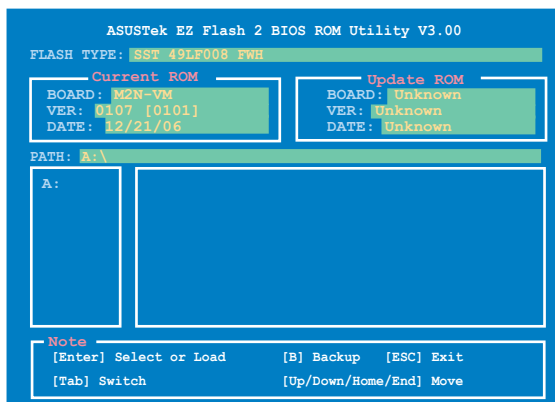 ASUSTek EZ Flash 2 BIOS ROM Utility V3.00
FLASH TYPE: SST 49LF008 FWH
Current ROM
BOARD: M2N-VM
VER: 0107 [0101]
DATE: 12/21/06
Update ROM
BOARD: Unknown
VER: Unknown
DATE: Unknown
PATH: A:\
A:
Note
[Enter] Select or Load [B] Backup [ESC] Exit
[Tab] Switch [Up/Down/Home/End] Move